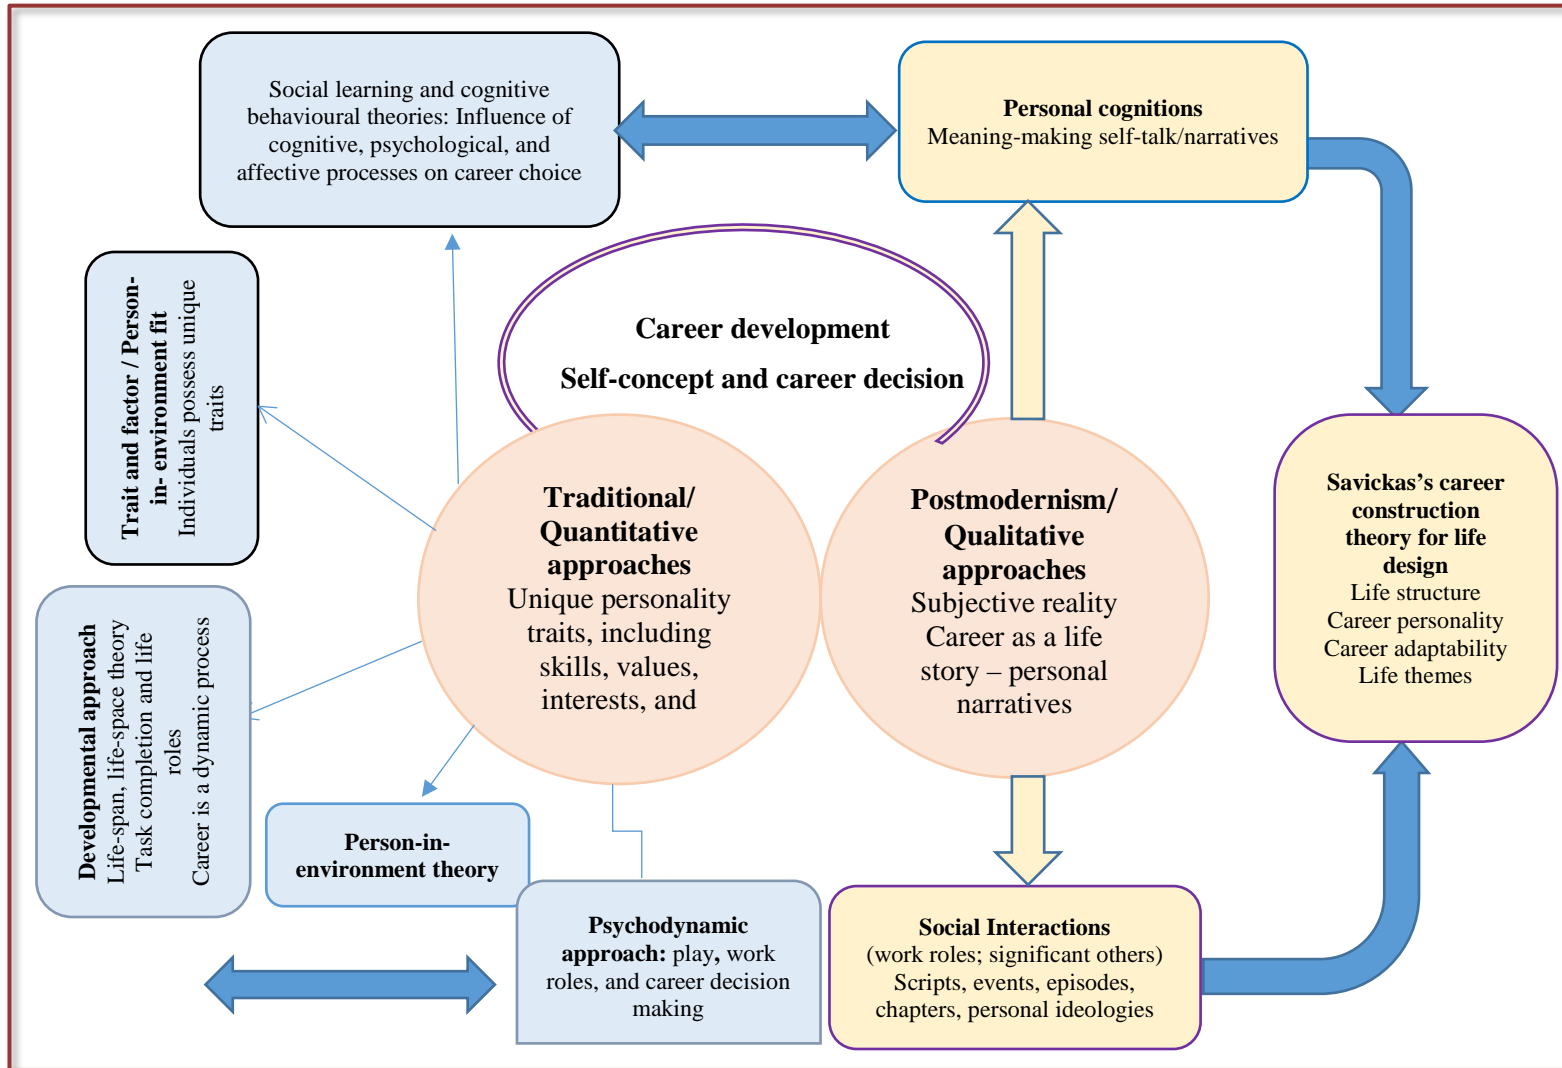 Social learning and cognitive
behavioural theories: Influence of
cognitive, psychological, and
affective processes on career choice
Personal cognitions
Meaning-making self-talk/narratives
Career development
Self-concept and career decision
Trait and factor / Person-
in- environment fit
Individuals possess unique
traits
Traditional/
Quantitative
approaches
Unique personality
traits, including
skills, values,
interests, and
Postmodernism/
Qualitative
approaches
Subjective reality
Career as a life
story – personal
narratives
Savickas’s career
construction
theory for life
design
Life structure
Career personality
Career adaptability
Life themes
Developmental approach
Life-span, life-space theory
Task completion and life
roles
Career is a dynamic process
Person-in-
environment theory
Psychodynamic
approach: play, work
roles, and career decision
making
Social Interactions
(work roles; significant others)
Scripts, events, episodes,
chapters, personal ideologies